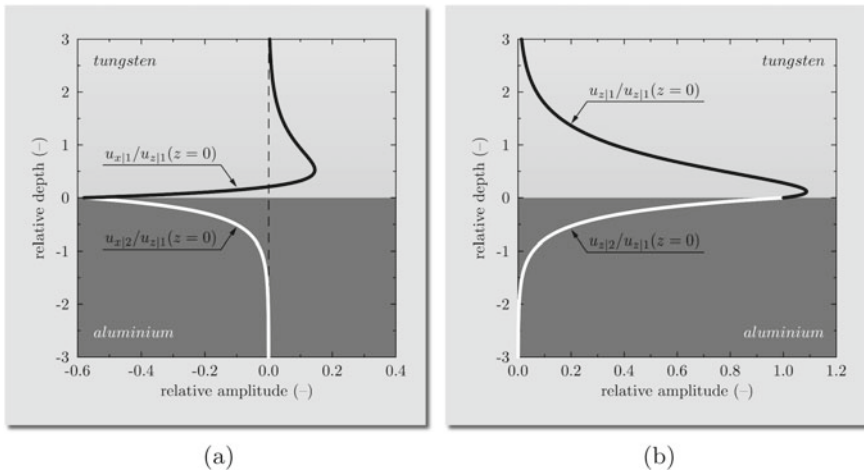 3
tungsten
2
1
u_{x|1}/u_{z|1}(z = 0)
0
u_{x|2}/u_{z|1}(z = 0)
-1
-2
aluminium
-3
-0.6 -0.4 -0.2 0.0 0.2 0.4
relative depth (–)
relative amplitude (–)
(a)
3
tungsten
2
u_{z|1}/u_{z|1}(z = 0)
1
0
u_{z|2}/u_{z|1}(z = 0)
-1
-2
aluminium
-3
0.0 0.2 0.4 0.6 0.8 1.0 1.2
relative depth (–)
relative amplitude (–)
(b)